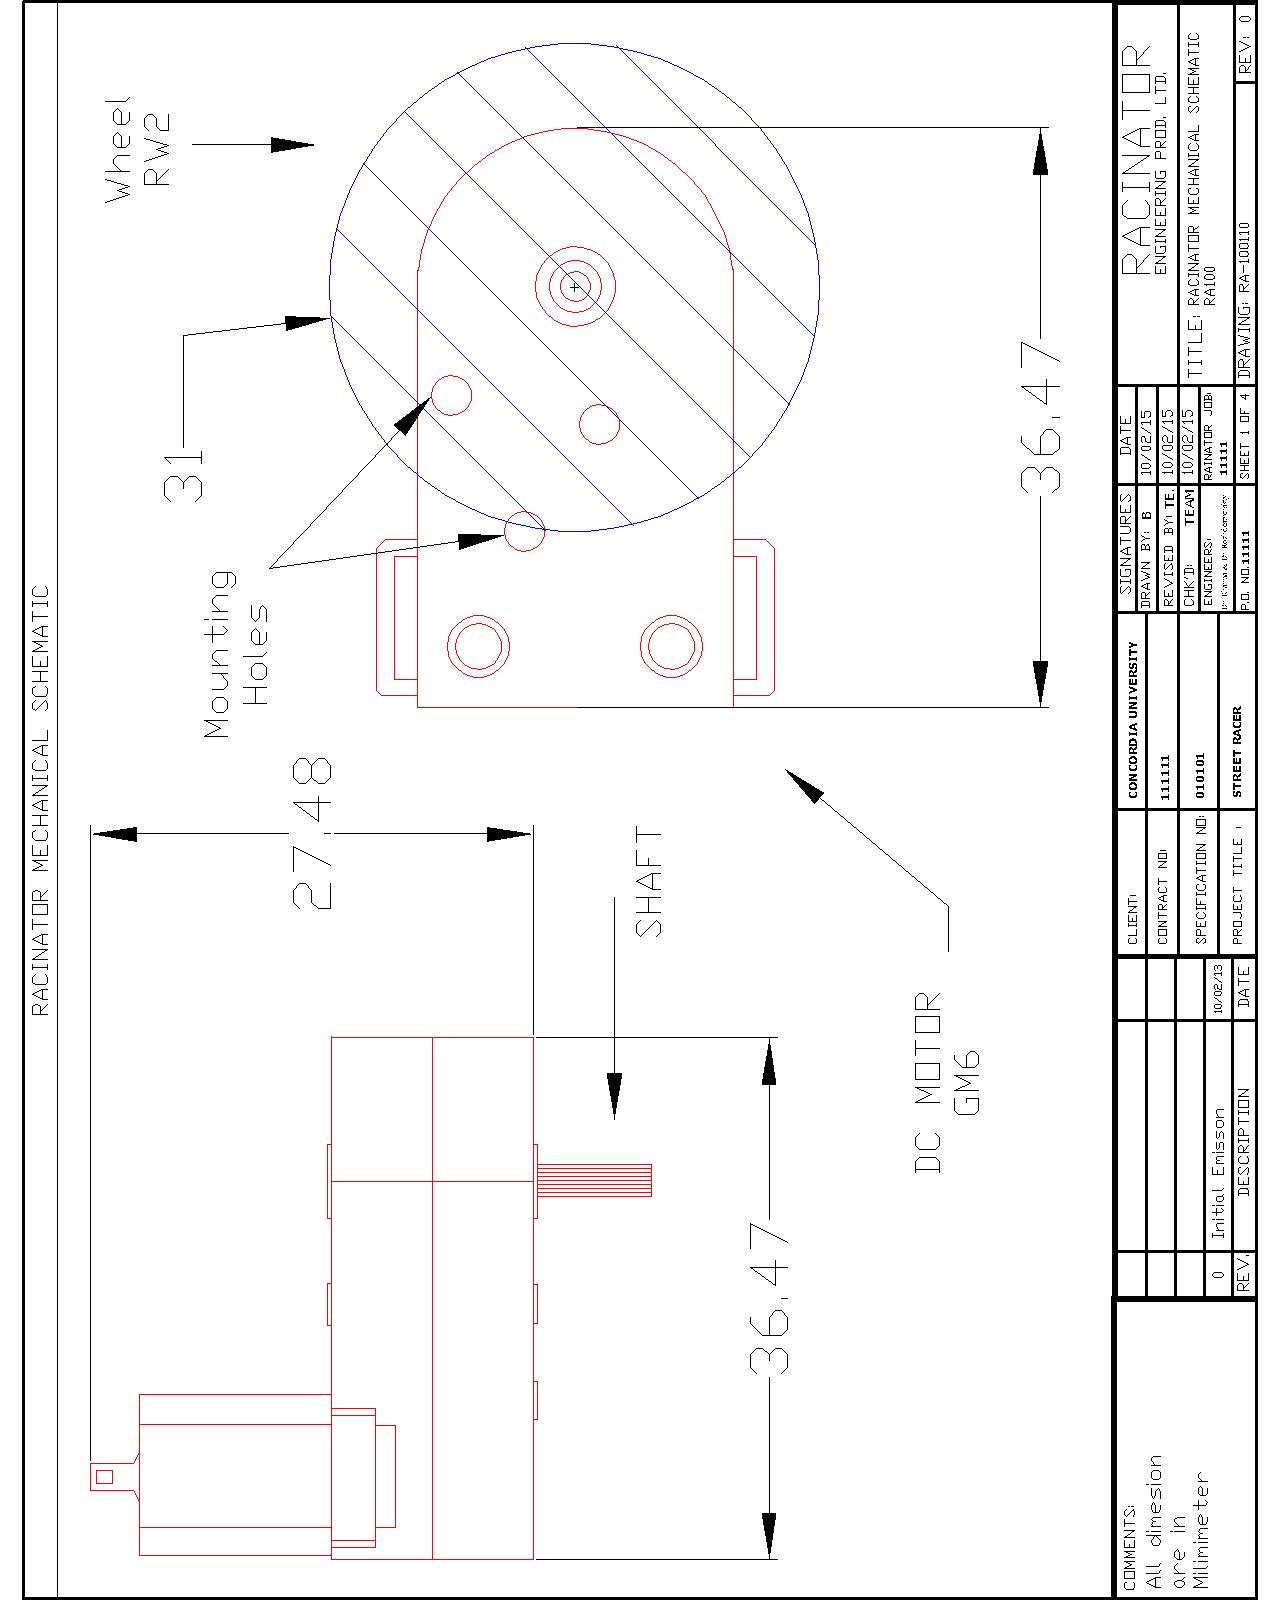 RACINATOR MECHANICAL SCHEMATIC
27.48
36.47
SHAFT
DC MOTOR
GM6
Mounting
Holes
31
Wheel
RW2
36.47
COMMENTS:
All dimesion
are in
Milimimeter
0 Initial Emisson 10/02/13
REV. DESCRIPTION DATE
CLIENT: CONCORDIA UNIVERSITY
CONTRACT NO: 111111
SPECIFICATION NO: 010101
PROJECT TITLE : STREET RACER
SIGNATURES DATE
DRAWN BY: B 10/02/15
REVISED BY: TE. 10/02/15
CHK'D: TEAM 10/02/15
ENGINEERS:
RAINATOR JOB:
11111
P.O. NO.11111
SHEET 1 OF 4
RACINATOR
ENGINEERING PROD. LTD.
TITLE: RACINATOR MECHANICAL SCHEMATIC
RA100
DRAWING: RA-100110
REV: 0